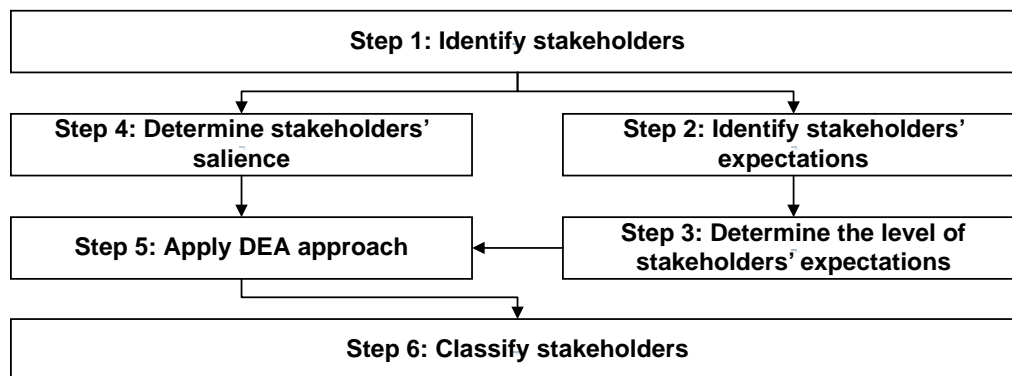 Step 1: Identify stakeholders
Step 4: Determine stakeholders’
salience
Step 2: Identify stakeholders’
expectations
Step 5: Apply DEA approach
Step 3: Determine the level of
stakeholders’ expectations
Step 6: Classify stakeholders